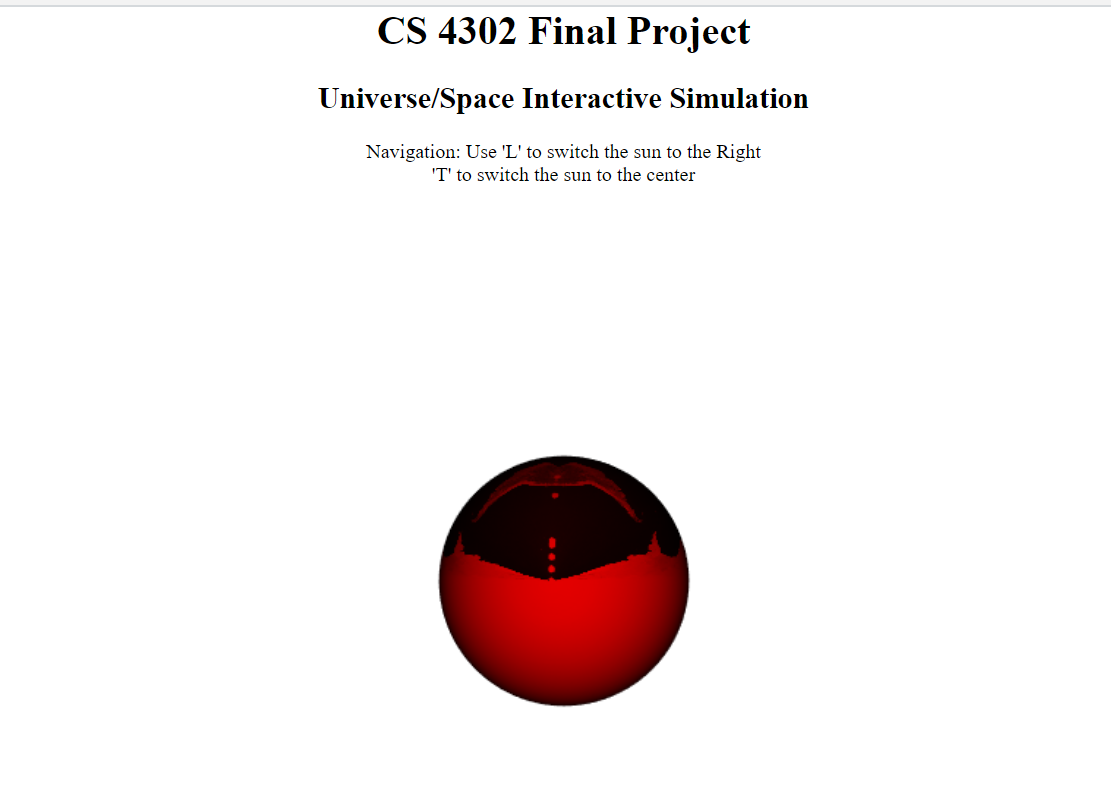 CS 4302 Final Project
Universe/Space Interactive Simulation
Navigation: Use 'L' to switch the sun to the Right
'T' to switch the sun to the center